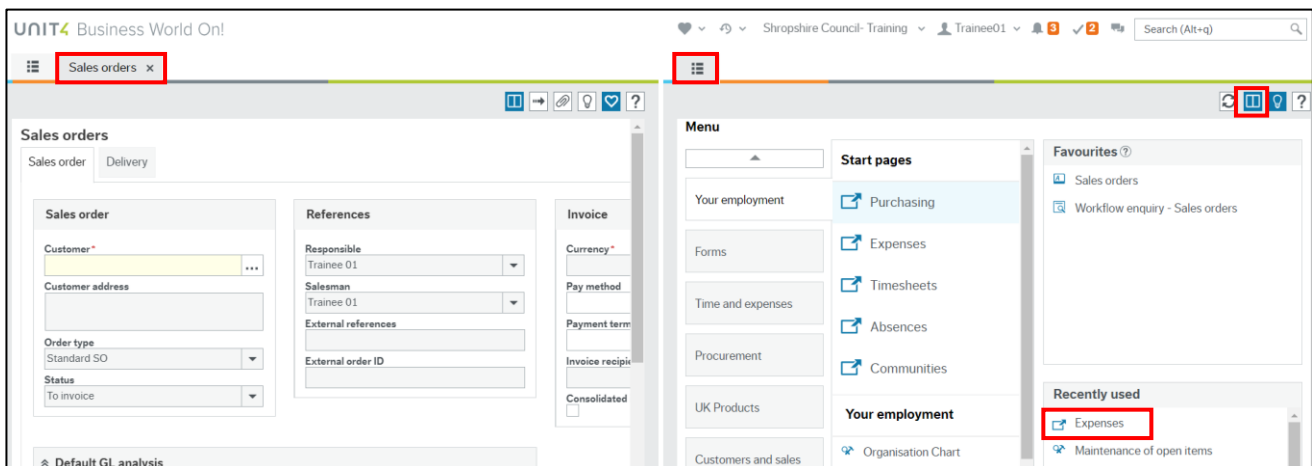 UNIT4 Business World On!
Shropshire Council- Training Trainee01 3 2 Search (Alt+q)
Sales orders ×
?
Sales orders
Sales order Delivery
Sales order
Customer*
...
Customer address
Order type
Standard SO
Status
To invoice
References
Responsible
Trainee 01
Salesman
Trainee 01
External references
External order ID
Invoice
Currency*
Pay method
Payment term
Invoice recipie
Consolidated
Default GL analysis
?
Menu
Your employment
Forms
Time and expenses
Procurement
UK Products
Customers and sales
Start pages
Purchasing
Expenses
Timesheets
Absences
Communities
Your employment
Organisation Chart
Favourites ?
Sales orders
Workflow enquiry - Sales orders
Recently used
Expenses
Maintenance of open items